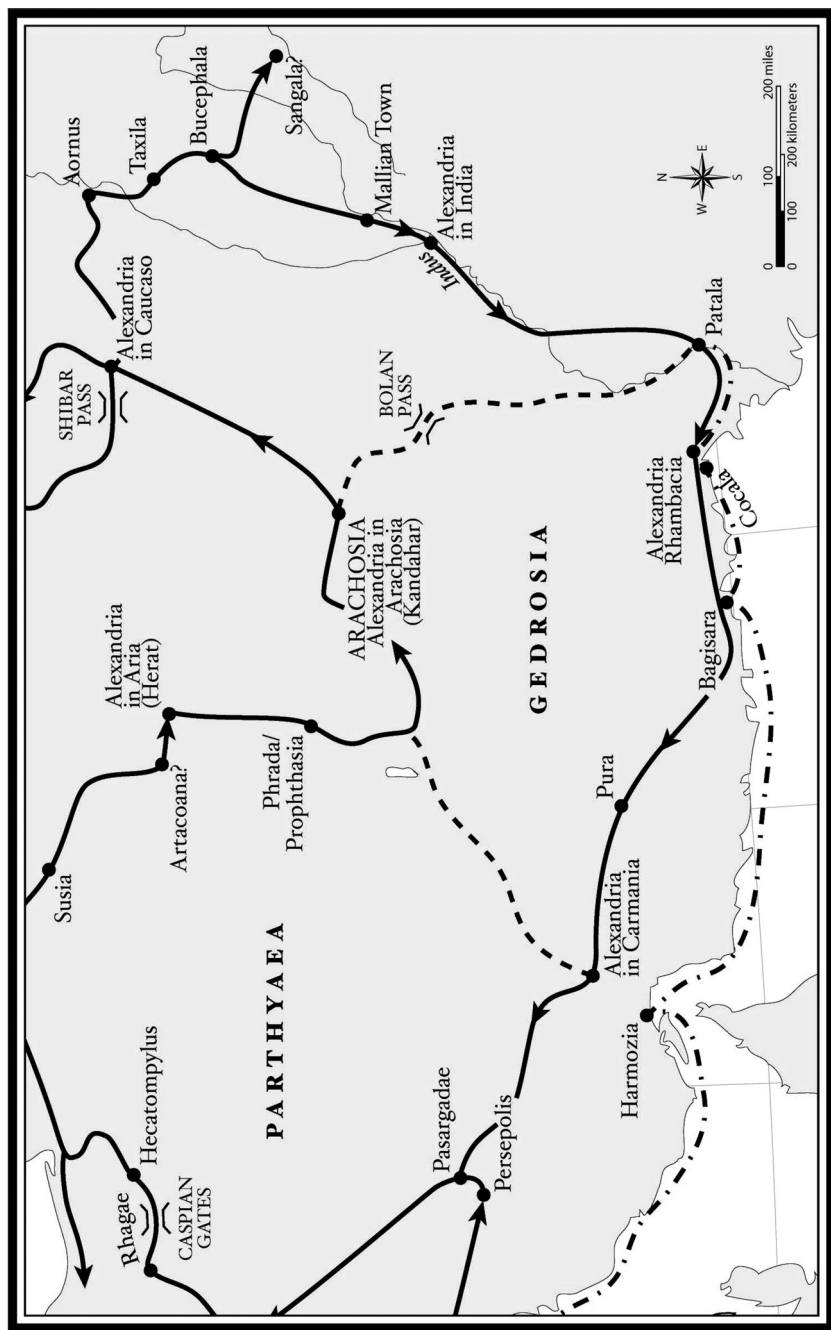 Susia
Artacoana?
Alexandria
in Aria
(Herat)
Phrada/
Prophthasia
SHIBAR
PASS
Alexandria
in Caucaso
Aornus
Taxila
Bucephala
Sangala?
Hecatompylus
Rhagae
CASPIAN
GATES
PARTHYAEA
ARACHOSIA
Alexandria in
Arachosia
(Kandahar)
BOLAN
PASS
Mallian Town
Alexandria
in India
Indus
GEDROSIA
Pasargadae
Persepolis
Alexandria
in Carmania
Pura
Harmozia
Bagisara
Alexandria
Rhambacia
Cocala
Patala
N
W
E
S
0 100 200 miles
0 100 200 kilometers